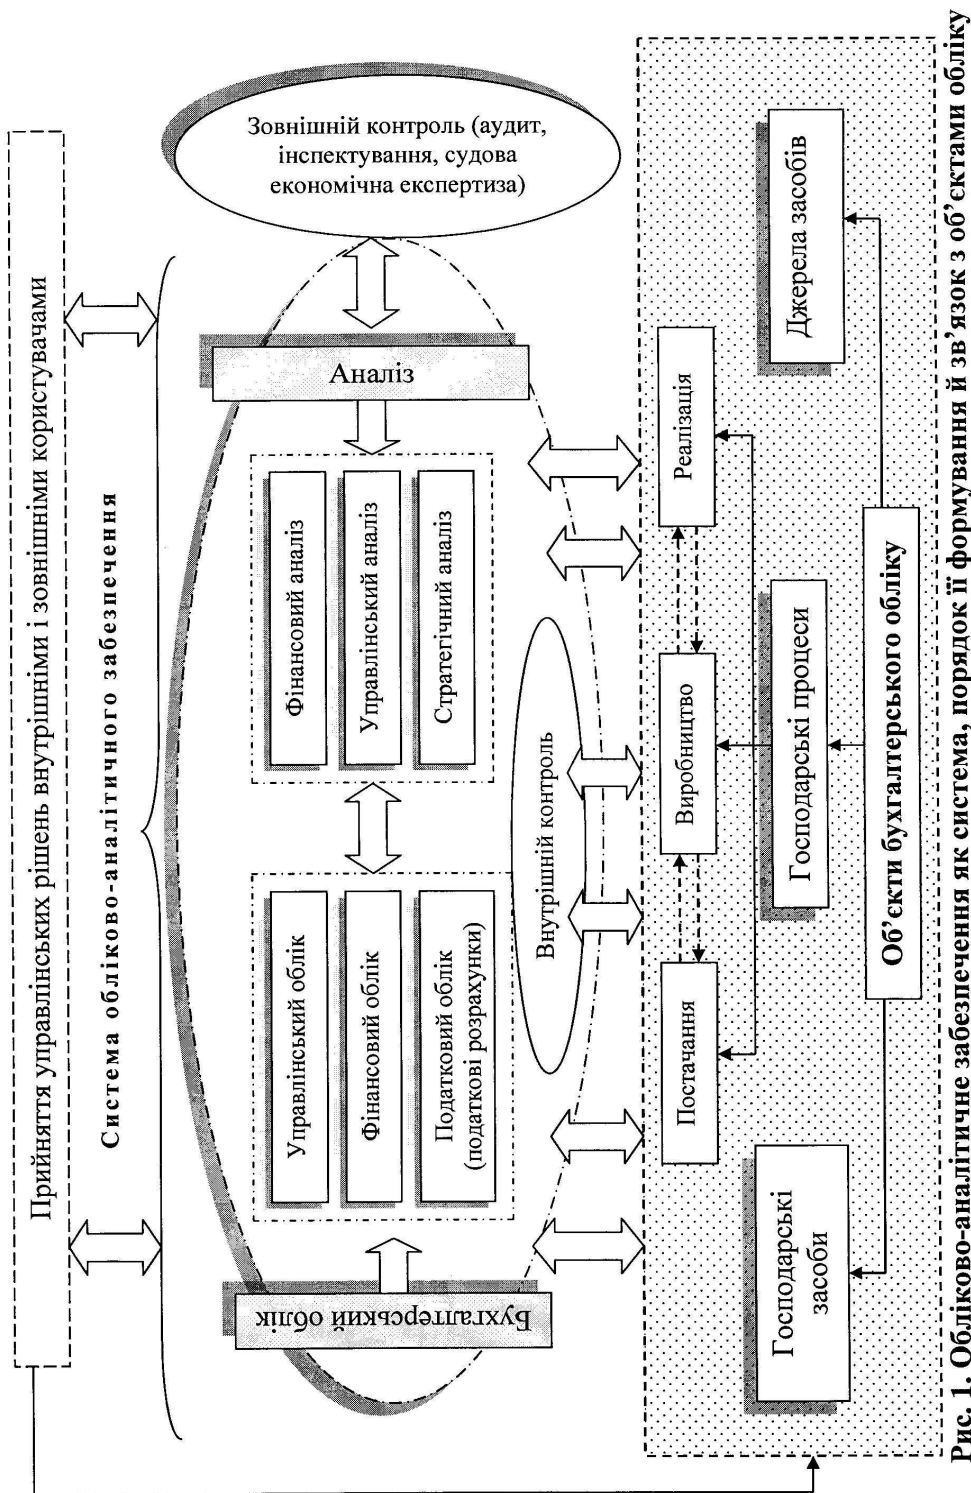 Прийняття управлінських рішень внутрішніми і зовнішніми користувачами
Система обліково-аналітичного забезпечення
Зовнішній контроль (аудит,
інспектування, судова
економічна експертиза)
Бухгалтерський облік
Управлінський облік
Фінансовий облік
Податковий облік
(податкові розрахунки)
Фінансовий аналіз
Управлінський аналіз
Стратегічний аналіз
Аналіз
Внутрішній контроль
Постачання
Виробництво
Реалізація
Господарські
засоби
Господарські процеси
Джерела засобів
Об’єкти бухгалтерського обліку
Рис. 1. Обліково-аналітичне забезпечення як система, порядок її формування й зв’язок з об’єктами обліку